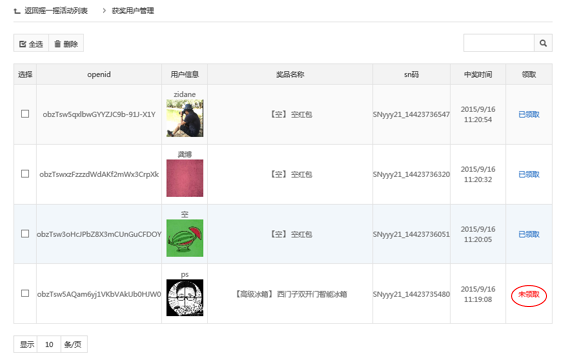 返回摇一摇活动列表 > 获奖用户管理
全选 删除
选择 openid 用户信息 奖品名称 sn码 中奖时间 领取
zidane
obzTsw5qxlbwGYYZJC9b-91J-X1Y 【空】 空红包 SNyyy21_14423736547 2015/9/16 已领取
11:20:54
龚博
obzTswxzFzzzdWdAKf2mWx3CrpXk 【空】 空红包 SNyyy21_14423736320 2015/9/16 已领取
11:20:32
空
obzTsw3oHcJPbZ8X3mCUnGuCFDOY 【空】 空红包 SNyyy21_14423736051 2015/9/16 已领取
11:20:05
ps
obzTsw5AQam6yj1VKbVAkUb0HJW0 【高级冰箱】 西门子双开门智能冰箱 SNyyy21_14423735480 2015/9/16 未领取
11:19:08
显示 10 条/页